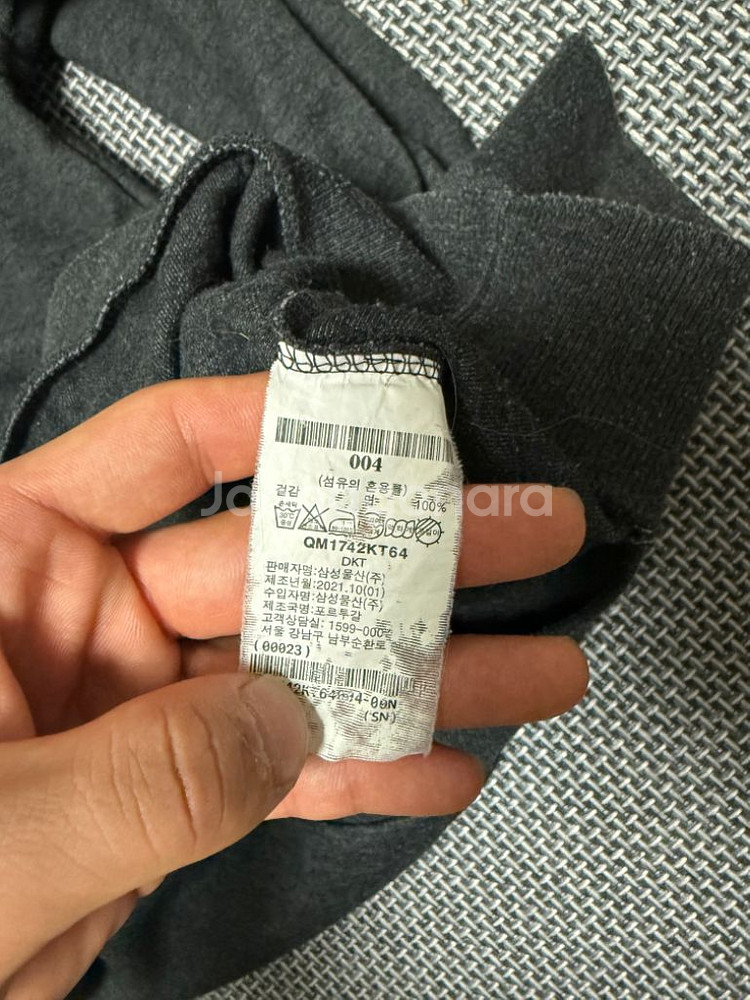 004
(섬유의 혼용률)
겉감 면 100%
QM1742KT64
DKT
판매자명:삼성물산(주)
제조년월:2021.10(01)
수입자명:삼성물산(주)
제조국명:포르투갈
고객상담실: 1599-000
서울 강남구 남부순환로
(00023)
(SN)